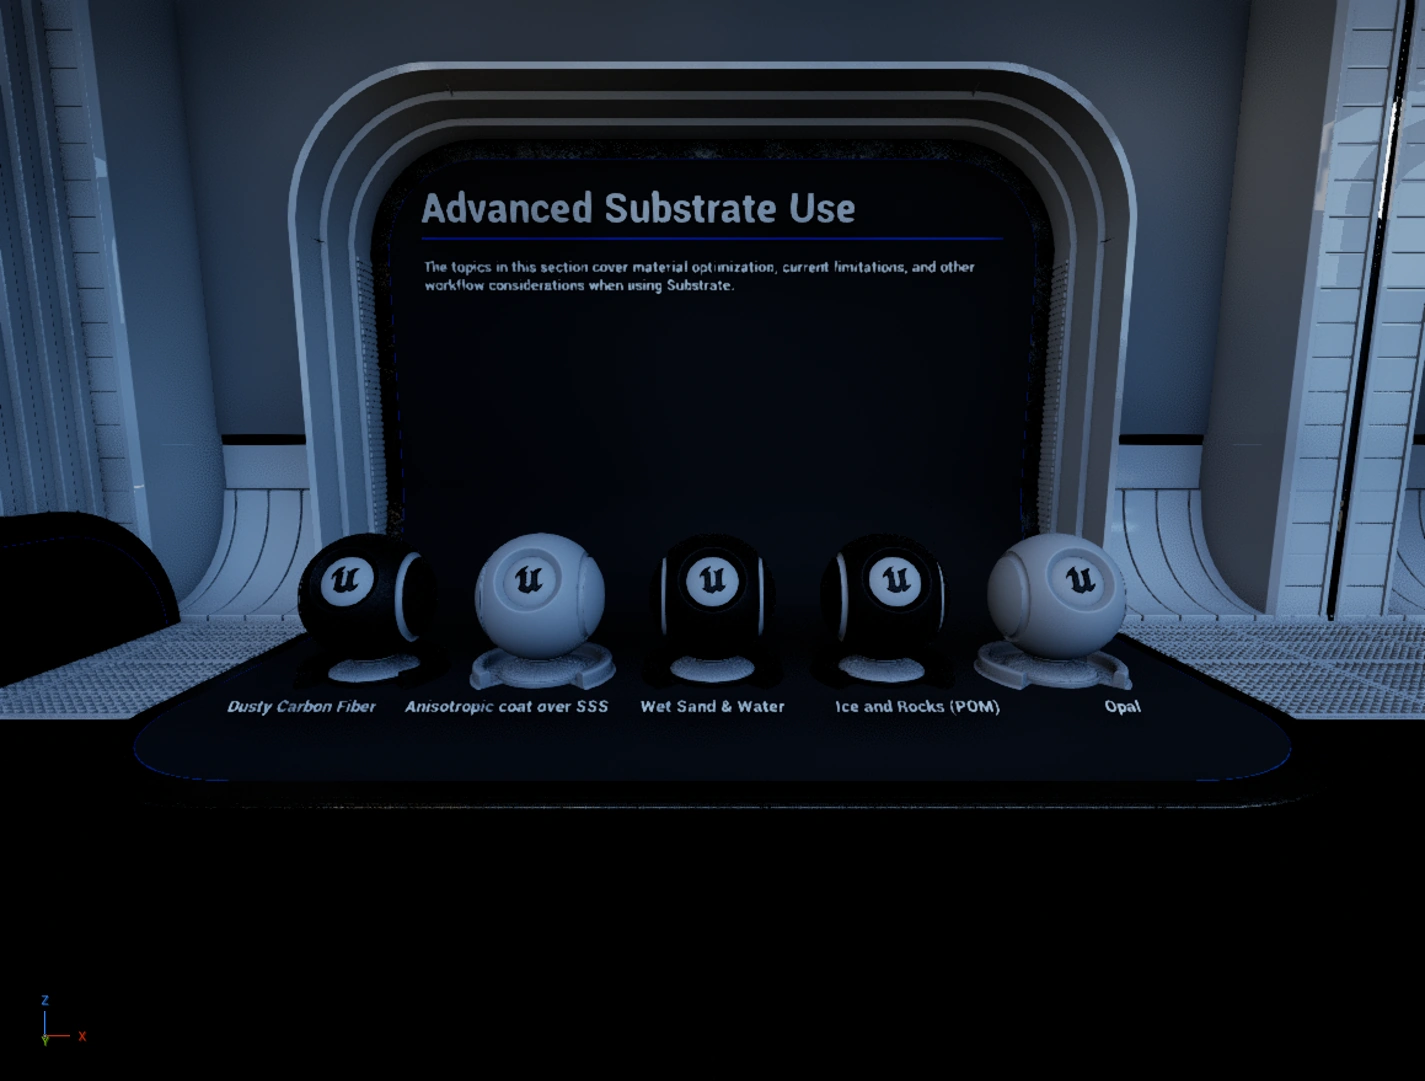 Advanced Substrate Use
The topics in this section cover material optimization, current limitations, and other
workflow considerations when using Substrate.
Dusty Carbon Fiber
Anisotropic coat over SSS
Wet Sand & Water
Ice and Rocks (POM)
Opal
Z
X
Y